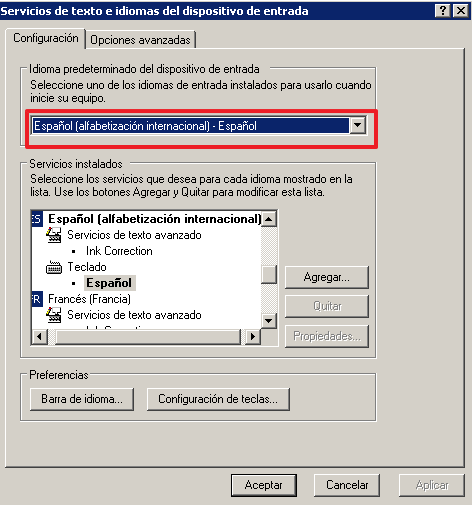 Servicios de texto e idiomas del dispositivo de entrada
Configuración
Opciones avanzadas
Idioma predeterminado del dispositivo de entrada
Seleccione uno de los idiomas de entrada instalados para usarlo cuando
inicie su equipo.
Español (alfabetización internacional) - Español
Servicios instalados
Seleccione los servicios que desea para cada idioma mostrado en la
lista. Use los botones Agregar y Quitar para modificar esta lista.
ES Español (alfabetización internacional)
Servicios de texto avanzado
• Ink Correction
Teclado
• Español
FR Francés (Francia)
Servicios de texto avanzado
• Ink Correction
Agregar...
Quitar
Propiedades...
Preferencias
Barra de idioma...
Configuración de teclas...
Aceptar
Cancelar
Aplicar